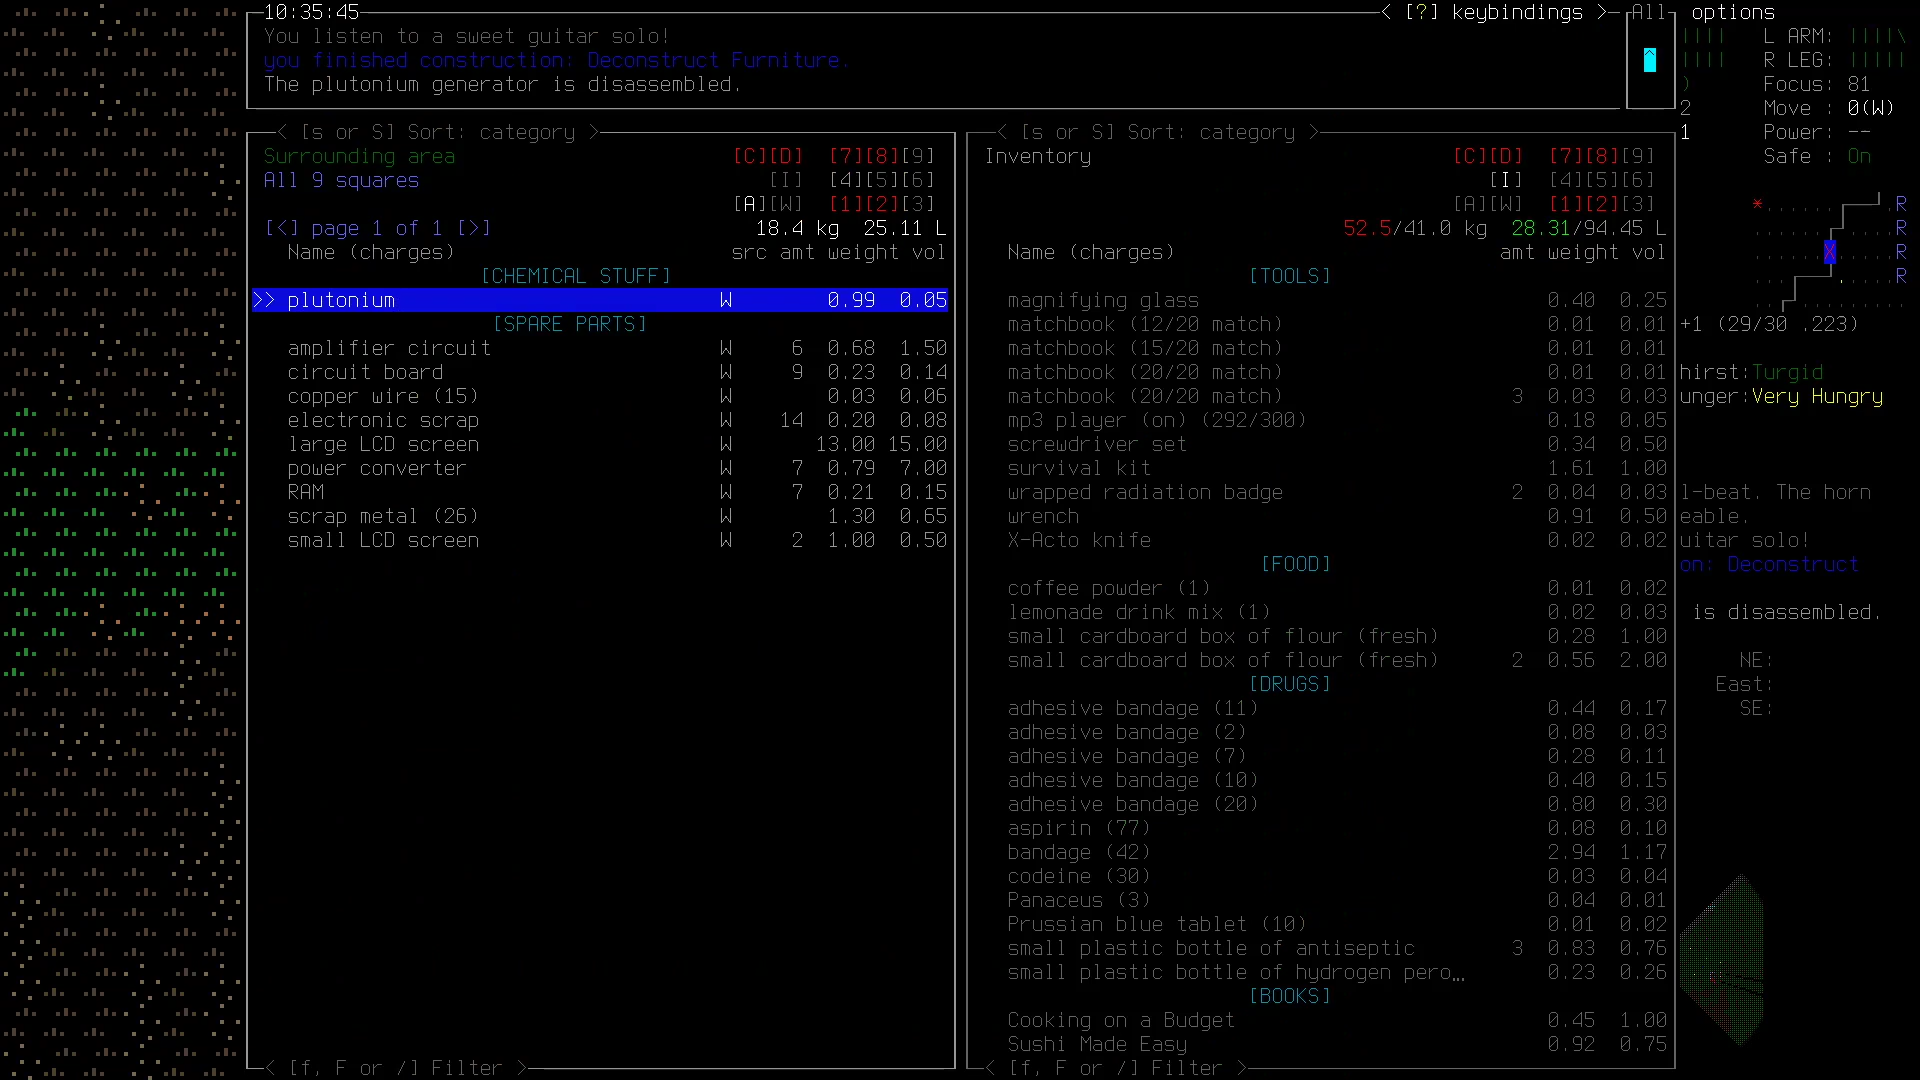 10:35:45 < [?] keybindings > All options
You listen to a sweet guitar solo!
you finished construction: Deconstruct Furniture.
The plutonium generator is disassembled.
L ARM: ||||\
R LEG: |||||
) Focus: 81
2 Move : 0(W)
1 Power: --
Safe : On
< [s or S] Sort: category >
Surrounding area [C][D] [7][8][9]
All 9 squares [I] [4][5][6]
[A][W] [1][2][3]
[<] page 1 of 1 [>] 18.4 kg 25.11 L
Name (charges) src amt weight vol
[CHEMICAL STUFF]
>> plutonium W 0.99 0.05
[SPARE PARTS]
amplifier circuit W 6 0.68 1.50
circuit board W 9 0.23 0.14
copper wire (15) W 0.03 0.06
electronic scrap W 14 0.20 0.08
large LCD screen W 13.00 15.00
power converter W 7 0.79 7.00
RAM W 7 0.21 0.15
scrap metal (26) W 1.30 0.65
small LCD screen W 2 1.00 0.50
< [f, F or /] Filter >
< [s or S] Sort: category >
Inventory [C][D] [7][8][9]
[I] [4][5][6]
[A][W] [1][2][3]
52.5/41.0 kg 28.31/94.45 L
Name (charges) amt weight vol
[TOOLS]
magnifying glass 0.40 0.25
matchbook (12/20 match) 0.01 0.01
matchbook (15/20 match) 0.01 0.01
matchbook (20/20 match) 0.01 0.01
matchbook (20/20 match) 3 0.03 0.03
mp3 player (on) (292/300) 0.18 0.05
screwdriver set 0.34 0.50
survival kit 1.61 1.00
wrapped radiation badge 2 0.04 0.03
wrench 0.91 0.50
X-Acto knife 0.02 0.02
[FOOD]
coffee powder (1) 0.01 0.02
lemonade drink mix (1) 0.02 0.03
small cardboard box of flour (fresh) 0.28 1.00
small cardboard box of flour (fresh) 2 0.56 2.00
[DRUGS]
adhesive bandage (11) 0.44 0.17
adhesive bandage (2) 0.08 0.03
adhesive bandage (7) 0.28 0.11
adhesive bandage (10) 0.40 0.15
adhesive bandage (20) 0.80 0.30
aspirin (77) 0.08 0.10
bandage (42) 2.94 1.17
codeine (30) 0.03 0.04
Panaceus (3) 0.04 0.01
Prussian blue tablet (10) 0.01 0.02
small plastic bottle of antiseptic 3 0.83 0.76
small plastic bottle of hydrogen pero… 0.23 0.26
[BOOKS]
Cooking on a Budget 0.45 1.00
Sushi Made Easy 0.92 0.75
< [f, F or /] Filter >
R
R
X R
R
+1 (29/30 .223)
hirst:Turgid
unger:Very Hungry
l-beat. The horn
eable.
uitar solo!
on: Deconstruct
is disassembled.
NE:
East:
SE: